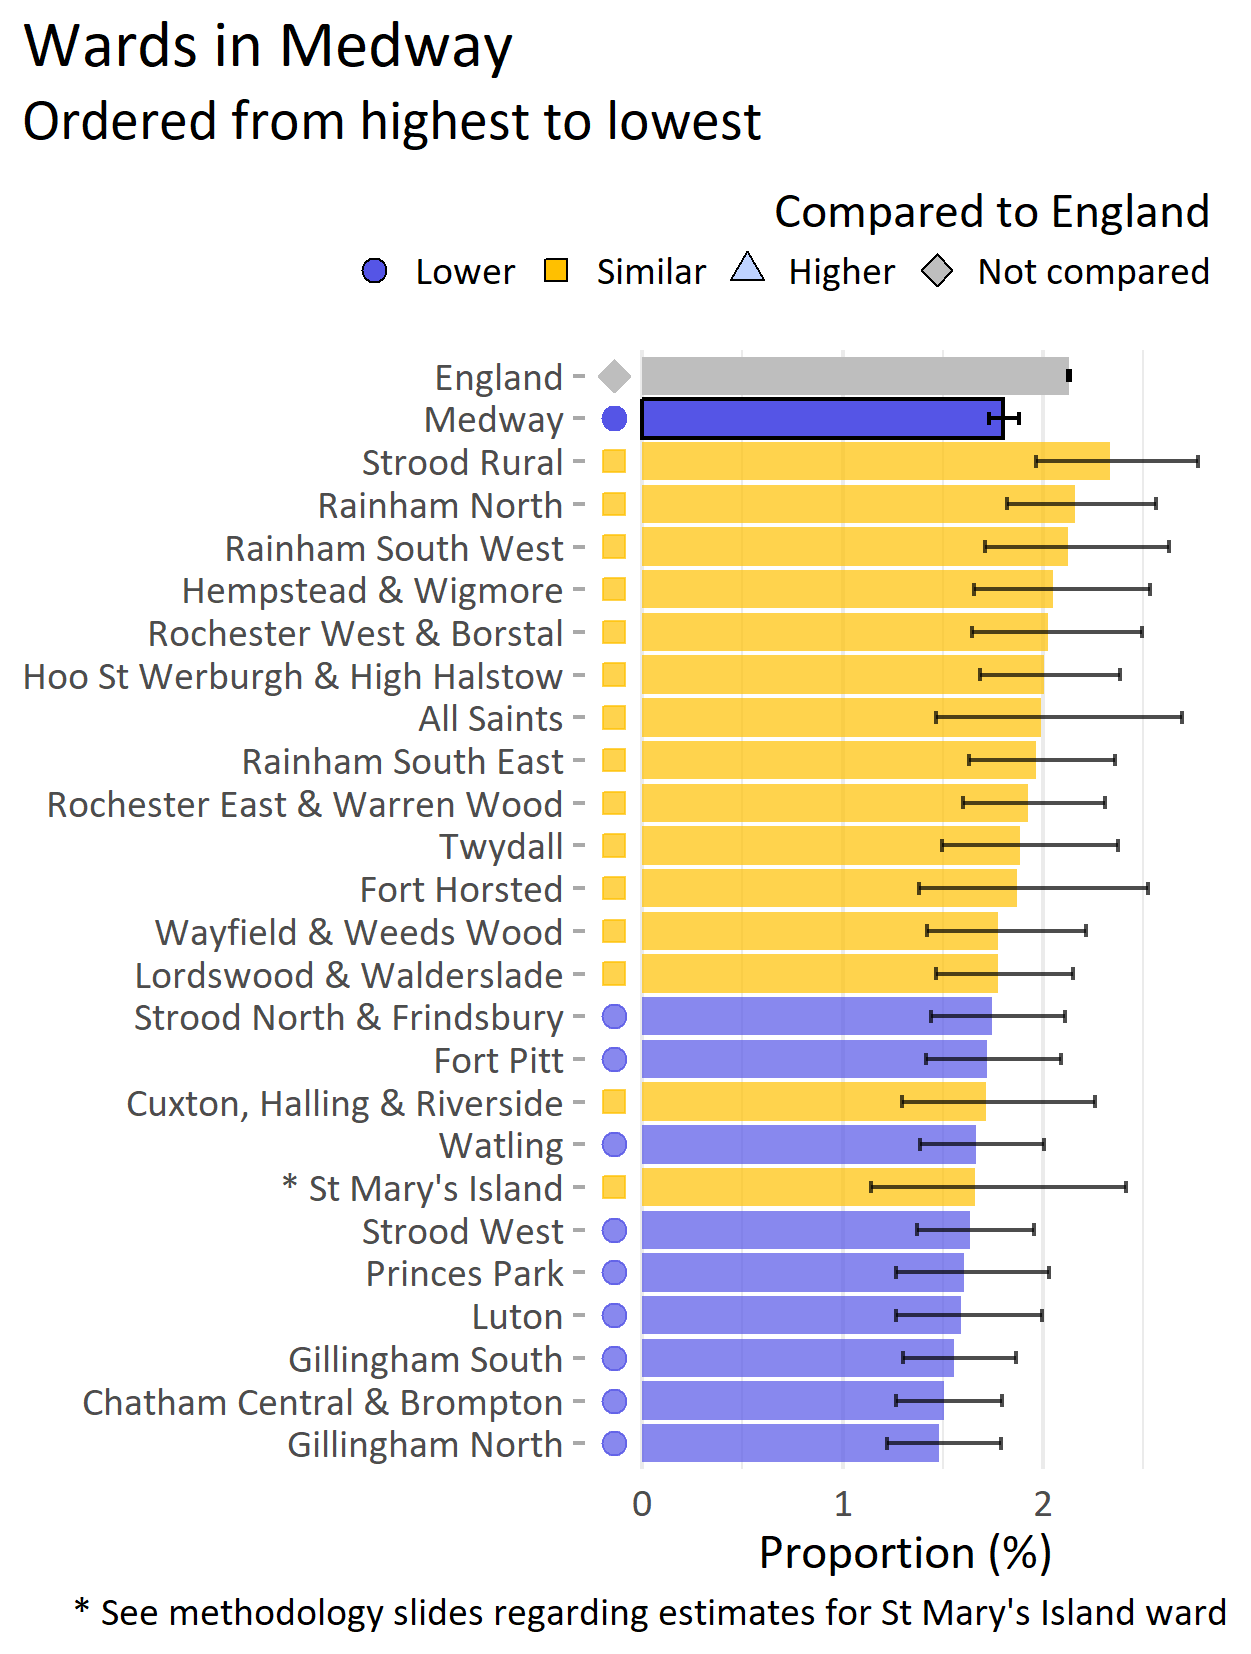 Wards in Medway
Ordered from highest to lowest
Compared to England
Lower Similar Higher Not compared
England
Medway
Strood Rural
Rainham North
Rainham South West
Hempstead & Wigmore
Rochester West & Borstal
Hoo St Werburgh & High Halstow
All Saints
Rainham South East
Rochester East & Warren Wood
Twydall
Fort Horsted
Wayfield & Weeds Wood
Lordswood & Walderslade
Strood North & Frindsbury
Fort Pitt
Cuxton, Halling & Riverside
Watling
* St Mary's Island
Strood West
Princes Park
Luton
Gillingham South
Chatham Central & Brompton
Gillingham North
0 1 2
Proportion (%)
* See methodology slides regarding estimates for St Mary's Island ward